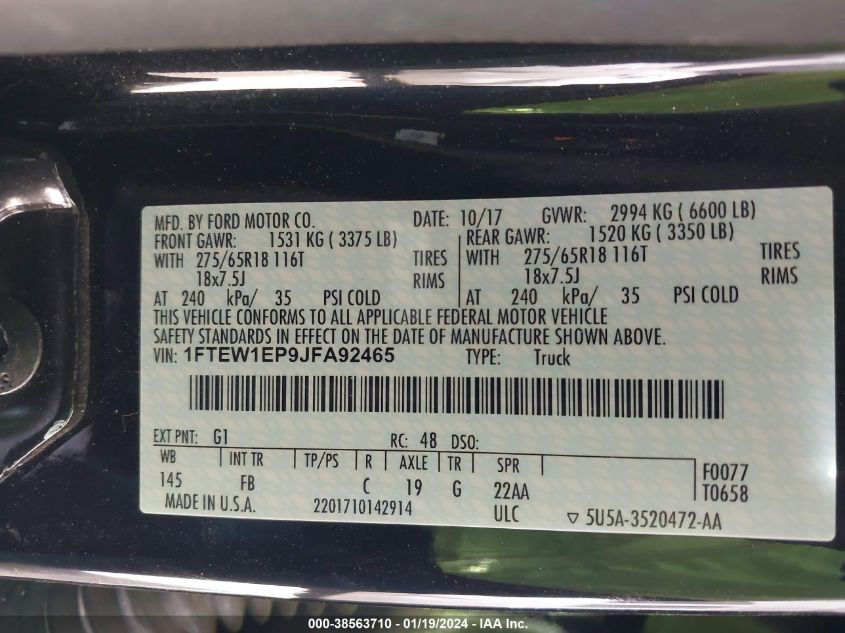 MFD. BY FORD MOTOR CO. DATE: 10/17 GVWR: 2994 KG ( 6600 LB)
FRONT GAWR: 1531 KG ( 3375 LB) REAR GAWR: 1520 KG ( 3350 LB)
WITH 275/65R18 116T TIRES WITH 275/65R18 116T TIRES
18x7.5J RIMS 18x7.5J RIMS
AT 240 kPa/ 35 PSI COLD AT 240 kPa/ 35 PSI COLD
THIS VEHICLE CONFORMS TO ALL APPLICABLE FEDERAL MOTOR VEHICLE
SAFETY STANDARDS IN EFFECT ON THE DATE OF MANUFACTURE SHOWN ABOVE.
VIN: 1FTEW1EP9JFA92465 TYPE: Truck
EXT PNT: G1 RC: 48 DSO:
WB INT TR TP/PS R AXLE TR SPR F0077
145 FB C 19 G 22AA T0658
MADE IN U.S.A. 2201710142914 ULC ▽ 5U5A-3520472-AA
000-38563710 - 01/19/2024 - IAA Inc.